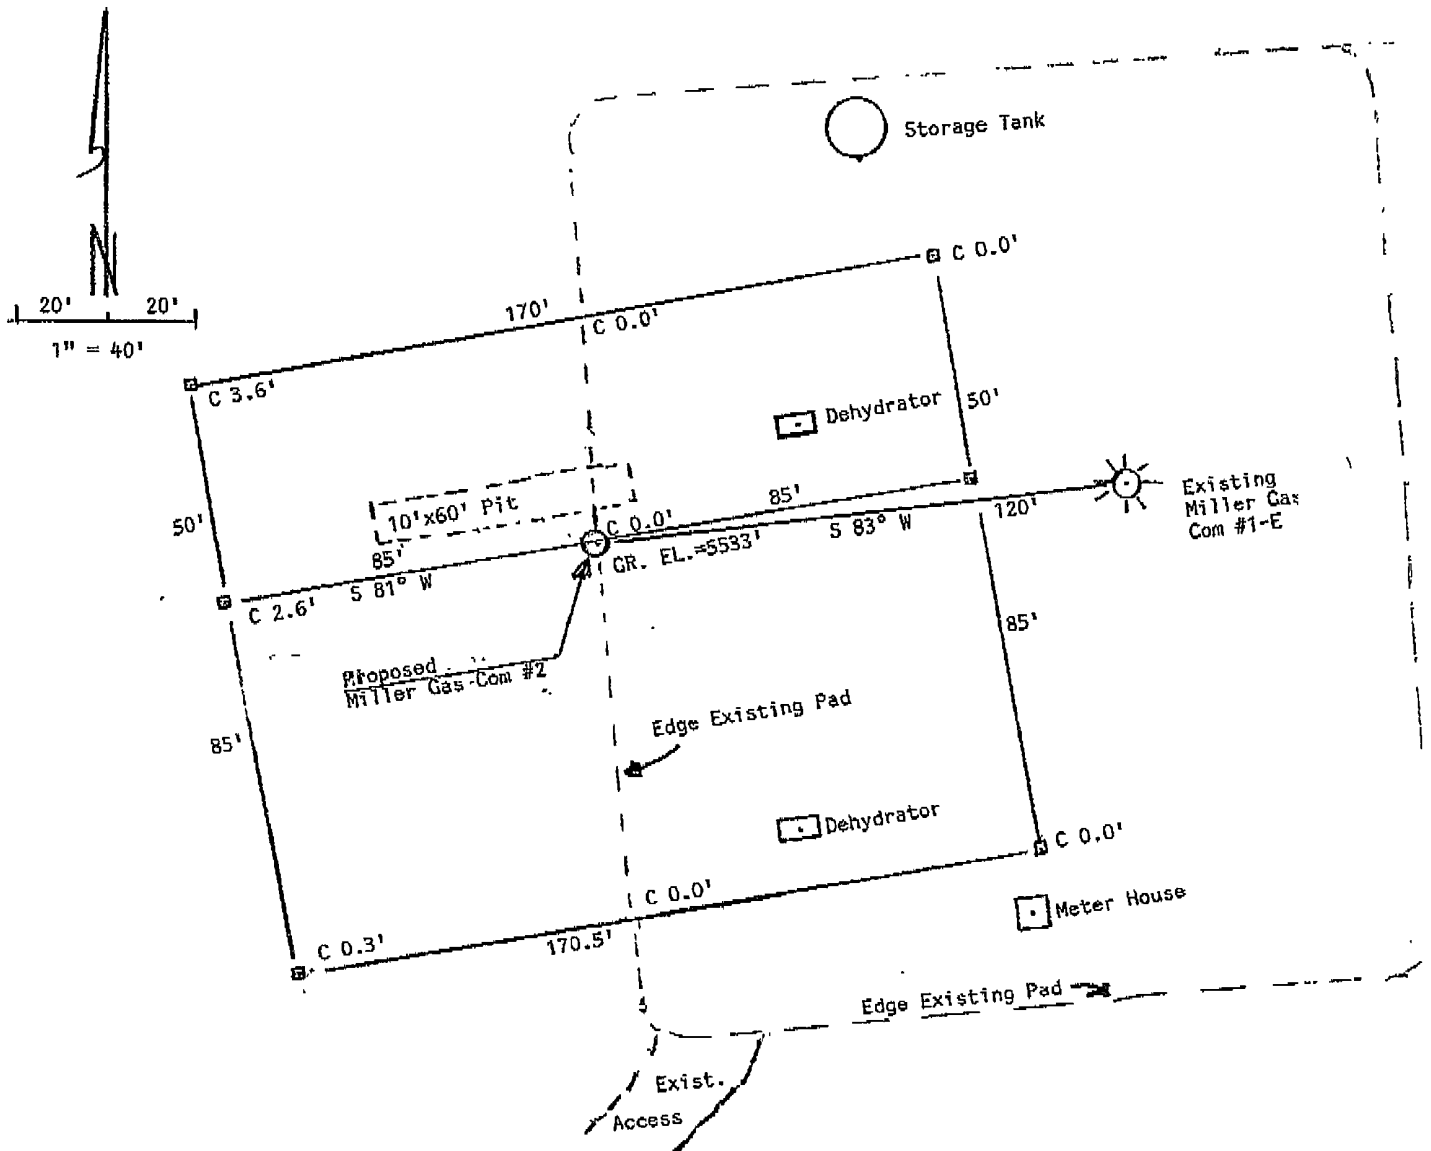 Storage Tank
C 0.0'
N
20' 20'
1" = 40'
170'
C 0.0'
C 3.6'
50'
Dehydrator
Existing
Miller Gas
Com #1-E
10'x60' Pit
85'
120'
50'
C 0.0'
S 83° W
85'
GR. EL.=5533'
S 81° W
C 2.6'
85'
Proposed
Miller Gas Com #2
Edge Existing Pad
85'
Dehydrator
C 0.0'
C 0.0'
Meter House
C 0.3'
170.5'
Edge Existing Pad
Exist.
Access